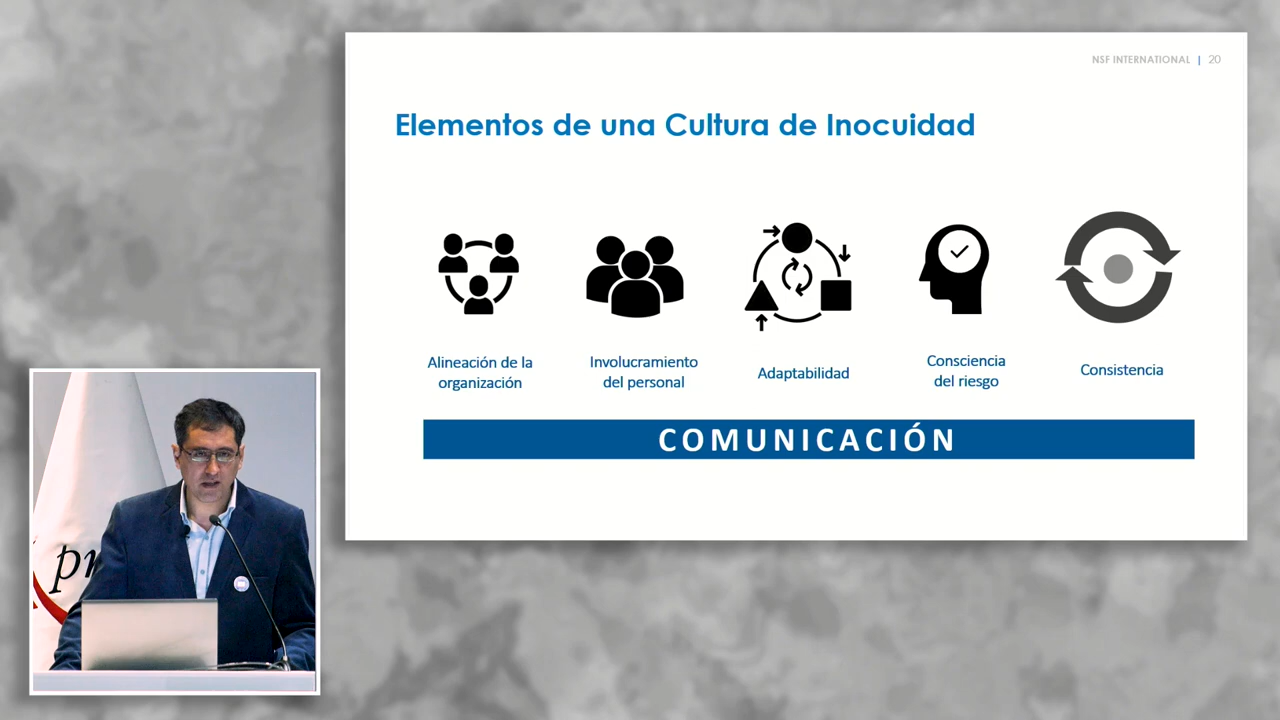 NSF INTERNATIONAL | 20
Elementos de una Cultura de Inocuidad
Alineación de la
organización
Involucramiento
del personal
Adaptabilidad
Consciencia
del riesgo
Consistencia
COMUNICACIÓN